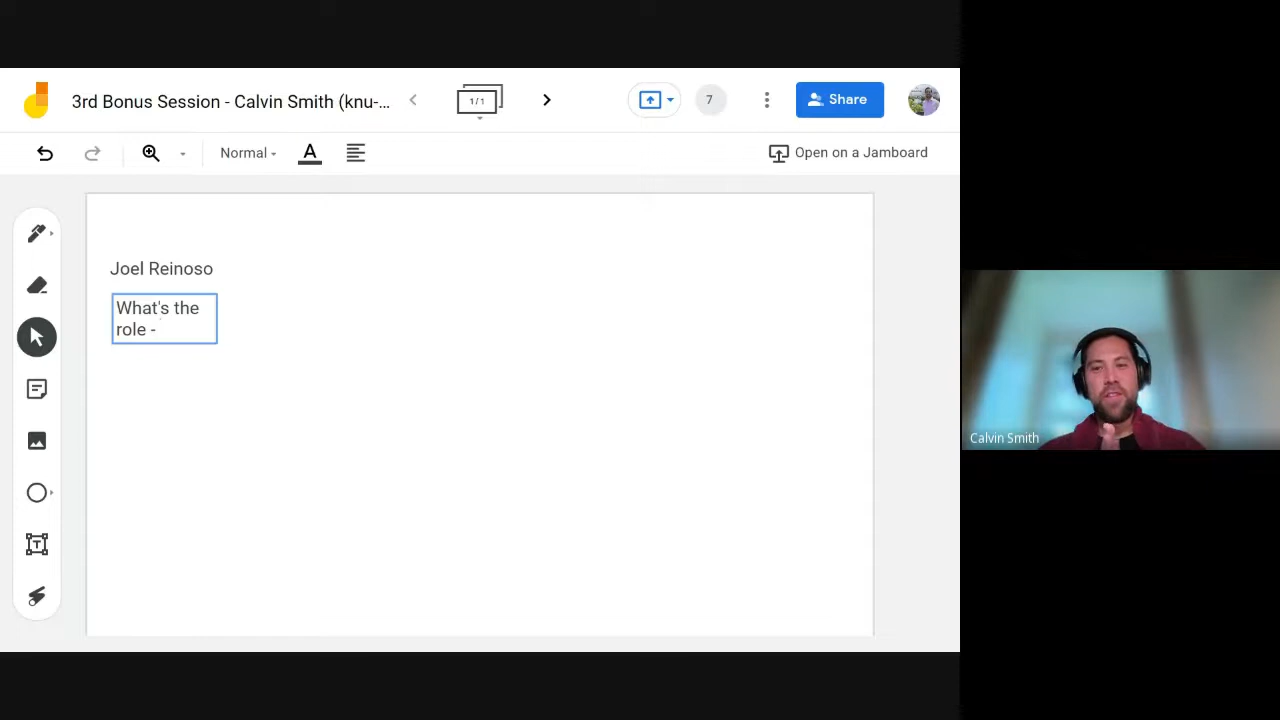 3rd Bonus Session - Calvin Smith (knu-...
1/1
7
Share
Normal
A
Open on a Jamboard
Joel Reinoso
What's the
role -
T
Calvin Smith